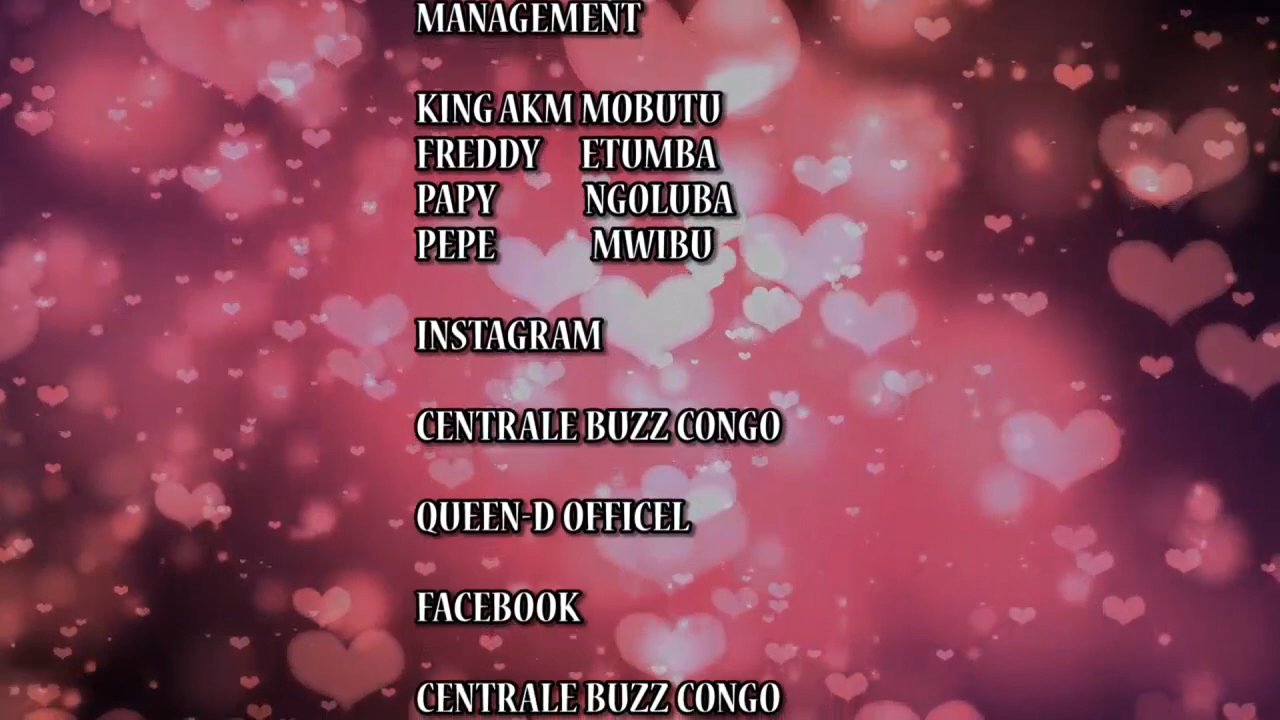 MANAGEMENT
KING AKM MOBUTU
FREDDY ETUMBA
PAPY NGOLUBA
PEPE MWIBU
INSTAGRAM
CENTRALE BUZZ CONGO
QUEEN-D OFFICEL
FACEBOOK
CENTRALE BUZZ CONGO